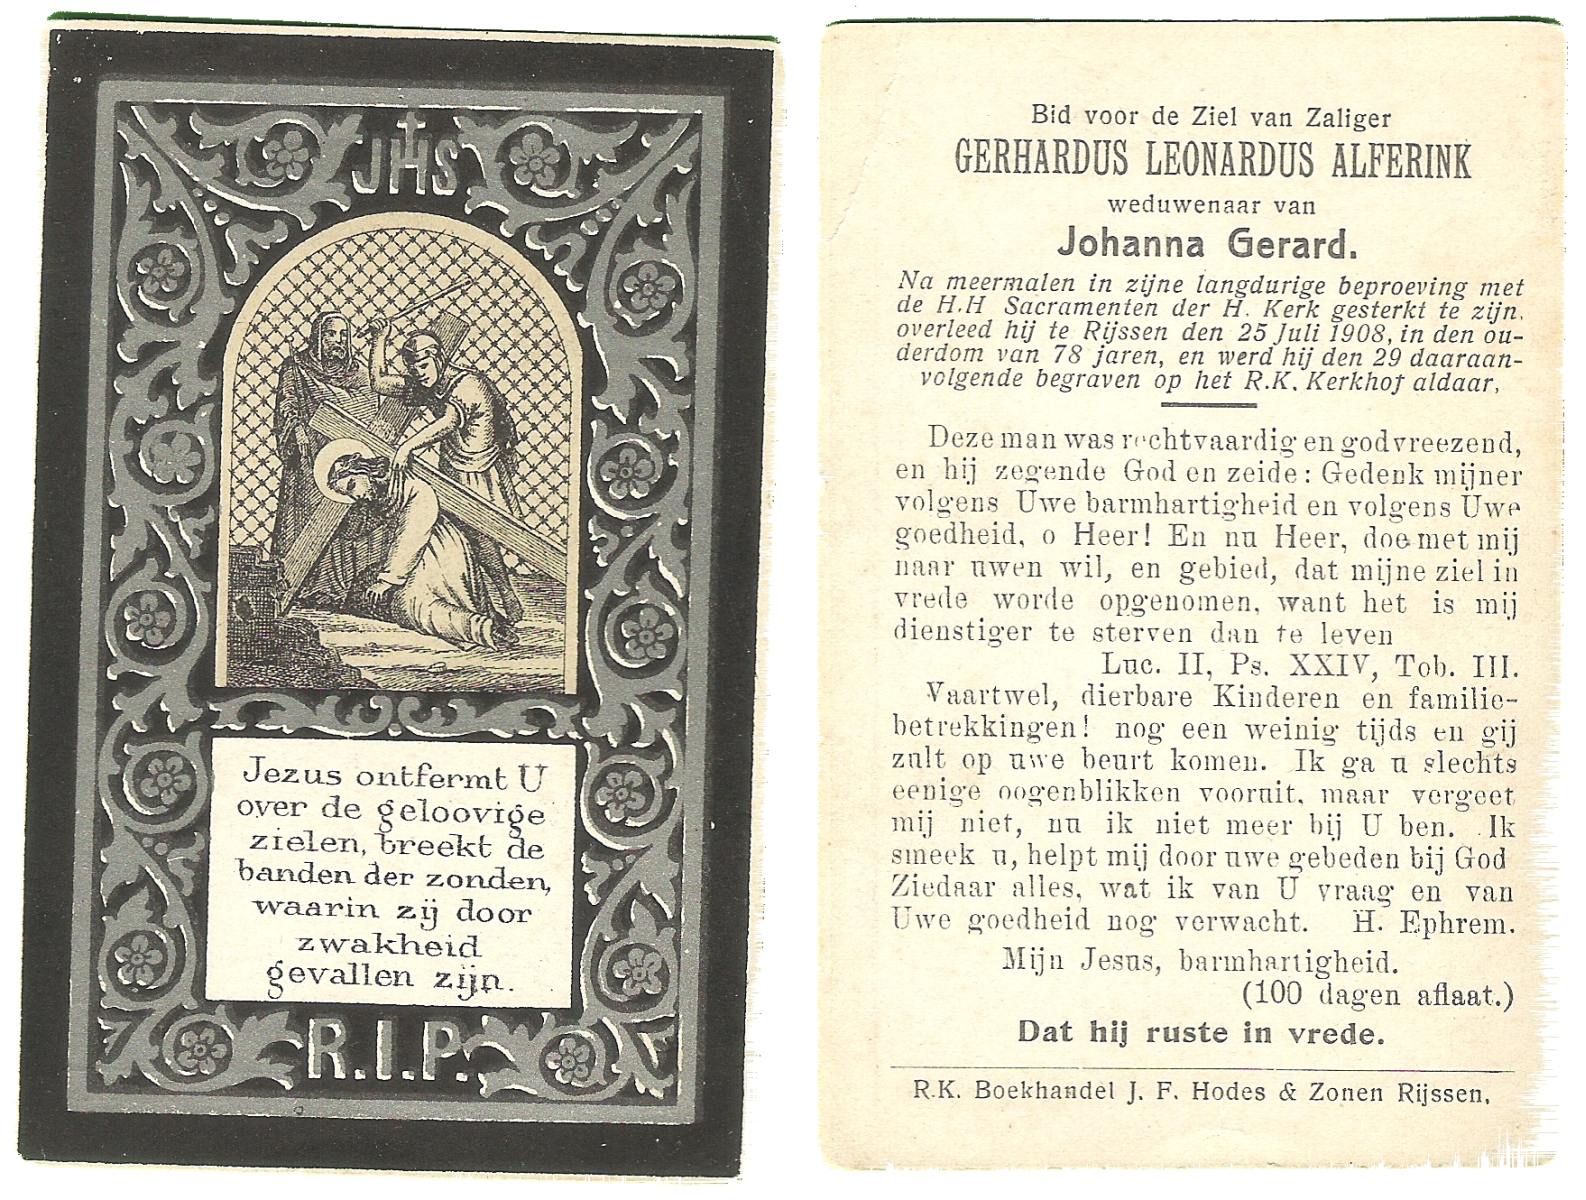 JHS
Jezus ontfermt U
over de geloovige
zielen, breekt de
banden der zonden,
waarin zij door
zwakheid
gevallen zijn.
R.I.P.
Bid voor de Ziel van Zaliger
GERHARDUS LEONARDUS ALFERINK
weduwenaar van
Johanna Gerard.
Na meermalen in zijne langdurige beproeving met
de H.H Sacramenten der H. Kerk gesterkt te zijn,
overleed hij te Rijssen den 25 Juli 1908, in den ou-
derdom van 78 jaren, en werd hij den 29 daaraan-
volgende begraven op het R.K. Kerkhof aldaar,
Deze man was rechtvaardig en godvreezend,
en hij zegende God en zeide: Gedenk mijner
volgens Uwe barmhartigheid en volgens Uwe
goedheid, o Heer! En nu Heer, doe met mij
naar uwen wil, en gebied, dat mijne ziel in
vrede worde opgenomen, want het is mij
dienstiger te sterven dan te leven
Luc. II, Ps. XXIV, Tob. III.
Vaartwel, dierbare Kinderen en familie-
betrekkingen! nog een weinig tijds en gij
zult op uwe beurt komen. Ik ga u slechts
eenige oogenblikken vooruit, maar vergeet
mij niet, nu ik niet meer bij U ben. Ik
smeek u, helpt mij door uwe gebeden bij God
Ziedaar alles, wat ik van U vraag en van
Uwe goedheid nog verwacht. H. Ephrem.
Mijn Jesus, barmhartigheid.
(100 dagen aflaat.)
Dat hij ruste in vrede.
R.K. Boekhandel J. F. Hodes & Zonen Rijssen,